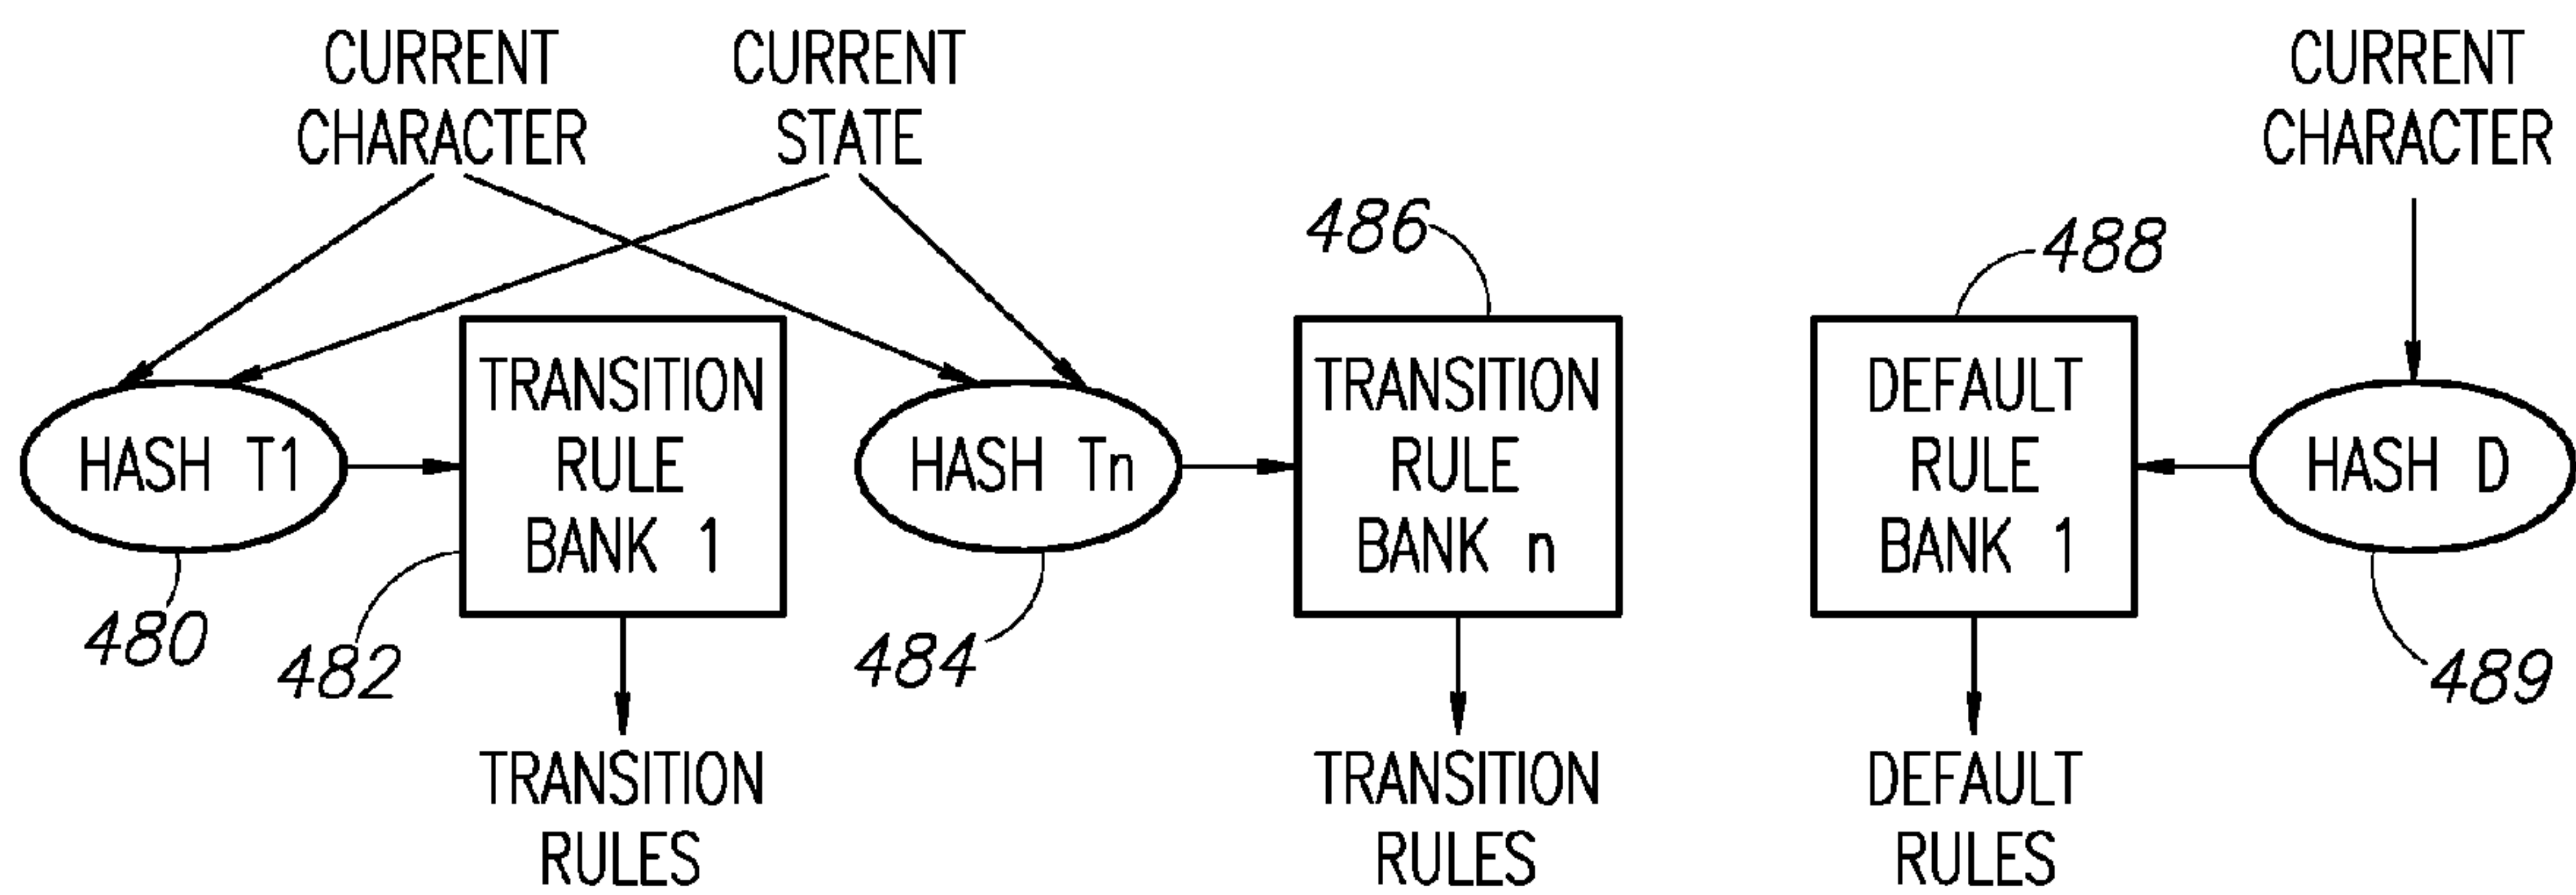 CURRENT
CHARACTER
CURRENT
STATE
CURRENT
CHARACTER
486
488
HASH T1
TRANSITION
RULE
BANK 1
HASH Tn
TRANSITION
RULE
BANK n
DEFAULT
RULE
BANK 1
HASH D
480
482
484
489
TRANSITION
RULES
TRANSITION
RULES
DEFAULT
RULES